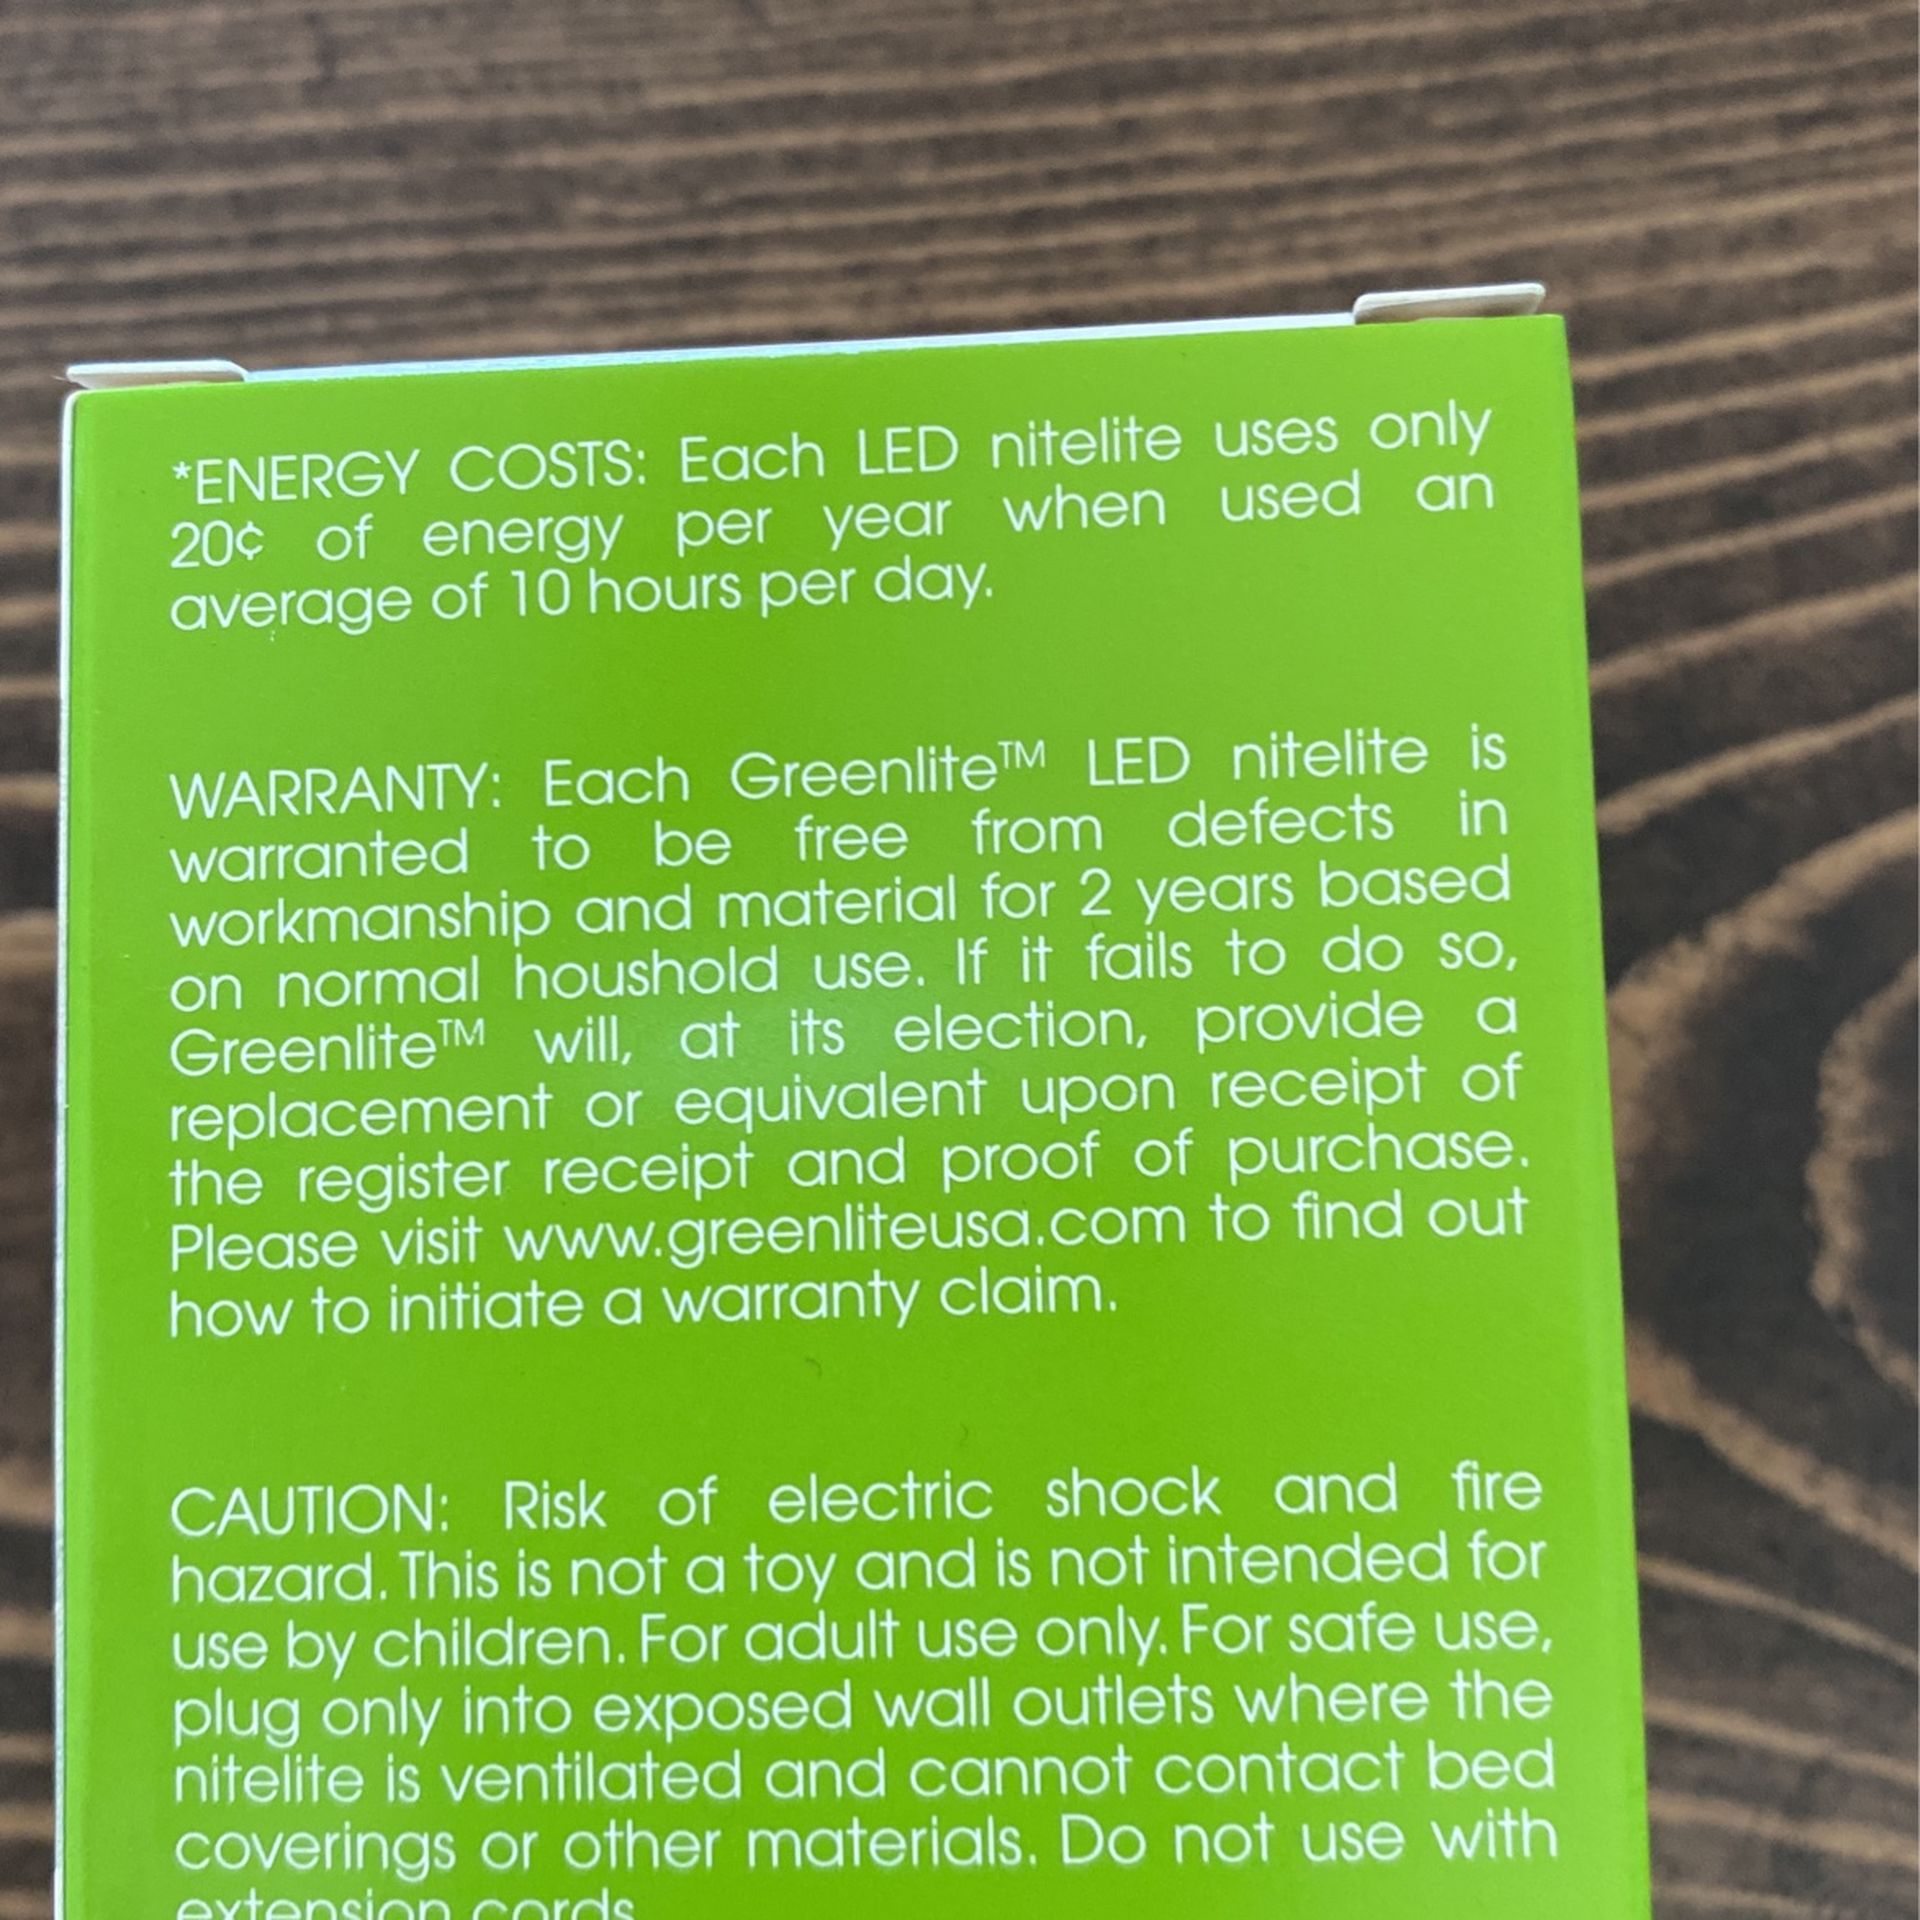 *ENERGY COSTS: Each LED nitelite uses only
20¢ of energy per year when used an
average of 10 hours per day.
WARRANTY: Each Greenlite™ LED nitelite is
warranted to be free from defects in
workmanship and material for 2 years based
on normal houshold use. If it fails to do so,
Greenlite™ will, at its election, provide a
replacement or equivalent upon receipt of
the register receipt and proof of purchase.
Please visit www.greenliteusa.com to find out
how to initiate a warranty claim.
CAUTION: Risk of electric shock and fire
hazard. This is not a toy and is not intended for
use by children. For adult use only. For safe use,
plug only into exposed wall outlets where the
nitelite is ventilated and cannot contact bed
coverings or other materials. Do not use with
extension cords